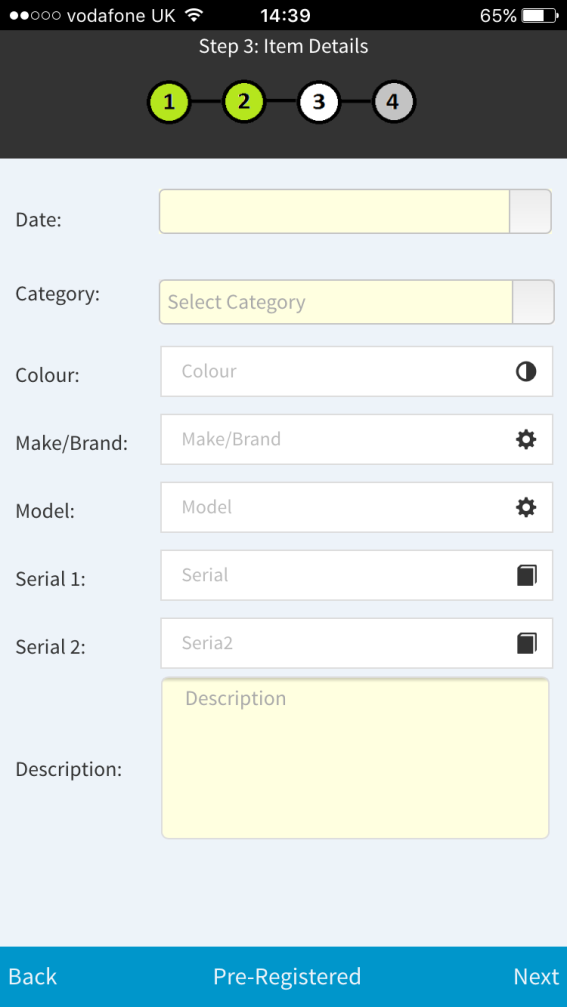 vodafone UK 14:39 65%
Step 3: Item Details
1 2 3 4
Date:
Category: Select Category
Colour: Colour
Make/Brand: Make/Brand
Model: Model
Serial 1: Serial
Serial 2: Seria2
Description
Description:
Back Pre-Registered Next